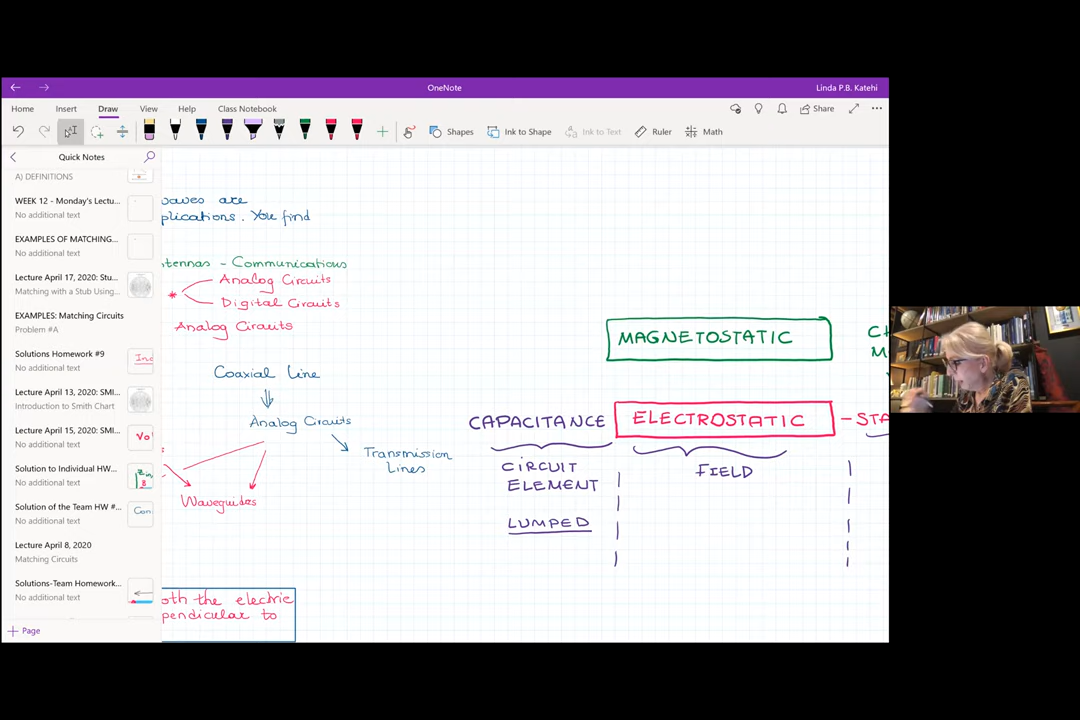 OneNote
Linda P.B. Katehi
Home Insert Draw View Help Class Notebook
Share
Shapes Ink to Shape Ink to Text Ruler Math
Quick Notes
A) DEFINITIONS
WEEK 12 - Monday's Lectu...
No additional text
EXAMPLES OF MATCHING...
No additional text
Lecture April 17, 2020: Stu...
Matching with a Stub Using...
EXAMPLES: Matching Circuits
Problem #A
Solutions Homework #9
No additional text
Lecture April 13, 2020: SMI...
Introduction to Smith Chart
Lecture April 15, 2020: SMI...
No additional text
Solution to Individual HW...
No additional text
Solution of the Team HW #...
No additional text
Lecture April 8, 2020
Matching Circuits
Solutions-Team Homework...
No additional text
+ Page
waves are
plications. You find
tennas - Communications
* Analog Circuits
Digital Circuits
Analog Circuits
Coaxial Line
Analog Circuits
Transmission
Lines
Waveguides
oth the electric
pendicular to
MAGNETOSTATIC
CAPACITANCE ELECTROSTATIC - STA
CIRCUIT
ELEMENT
FIELD
LUMPED